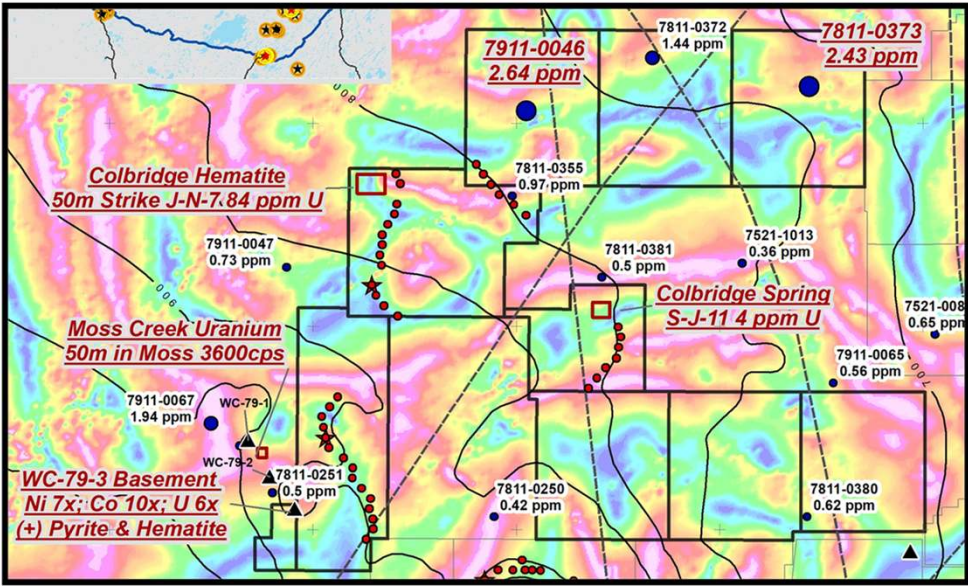 7811-0372
1.44 ppm
7911-0046
2.64 ppm
7811-0373
2.43 ppm
800
Colbridge Hematite
50m Strike J-N-7.84 ppm U
7811-0355
0.97 ppm
7911-0047
0.73 ppm
7811-0381
0.5 ppm
7521-1013
0.36 ppm
900
Colbridge Spring
S-J-11 4 ppm U
7521-008
0.65 ppm
Moss Creek Uranium
50m in Moss 3600cps
7911-0065
0.56 ppm
700
7911-0067
1.94 ppm
WC-79-1
WC-79-2
WC-79-3 Basement
Ni 7x; Co 10x; U 6x
(+) Pyrite & Hematite
7811-0251
0.5 ppm
7811-0250
0.42 ppm
7811-0380
0.62 ppm